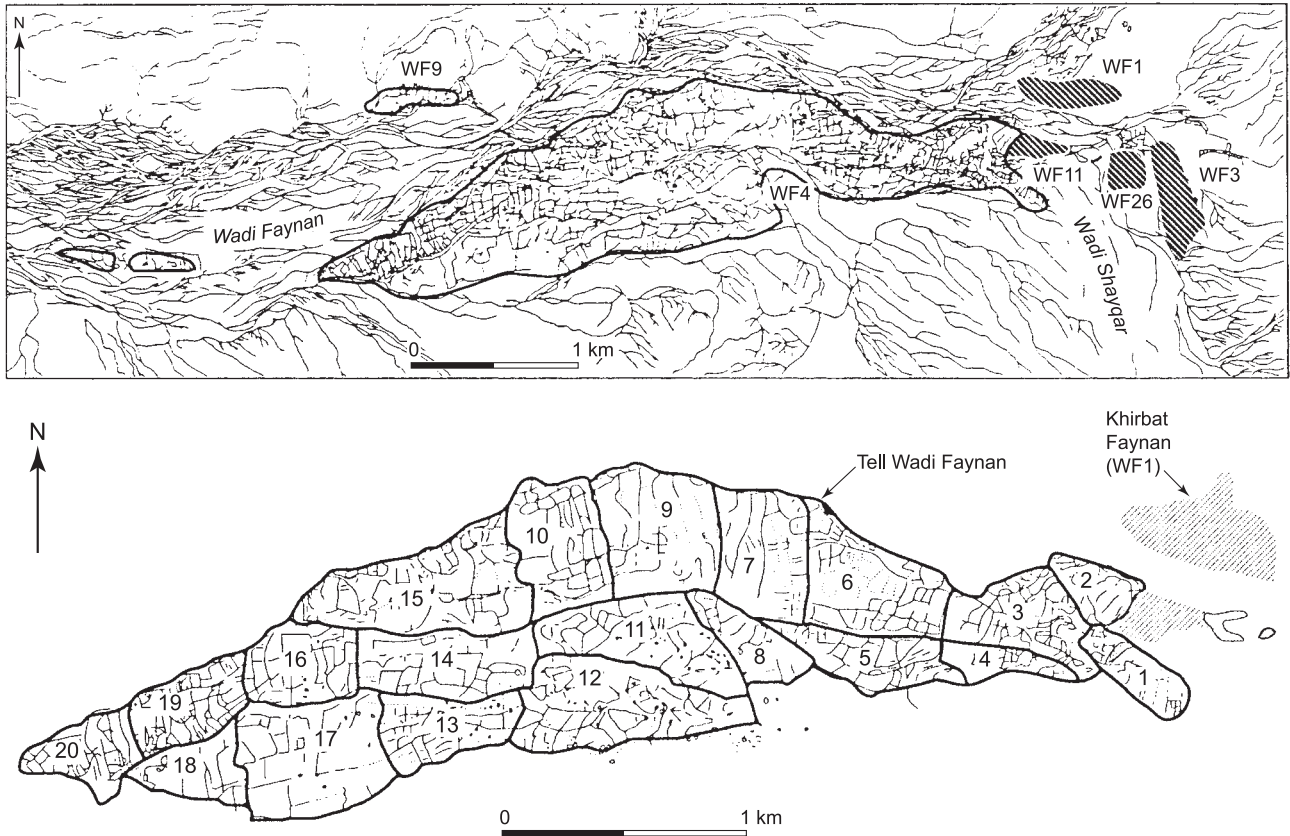 N
WF9
WF1
WF11
WF3
WF4
WF26
Wadi Faynan
Wadi Shayqar
0 1 km
N
Khirbat
Faynan
(WF1)
Tell Wadi Faynan
9
10
7
6
2
15
3
11
16
14
8
5
4
12
1
19
13
17
20
18
0 1 km